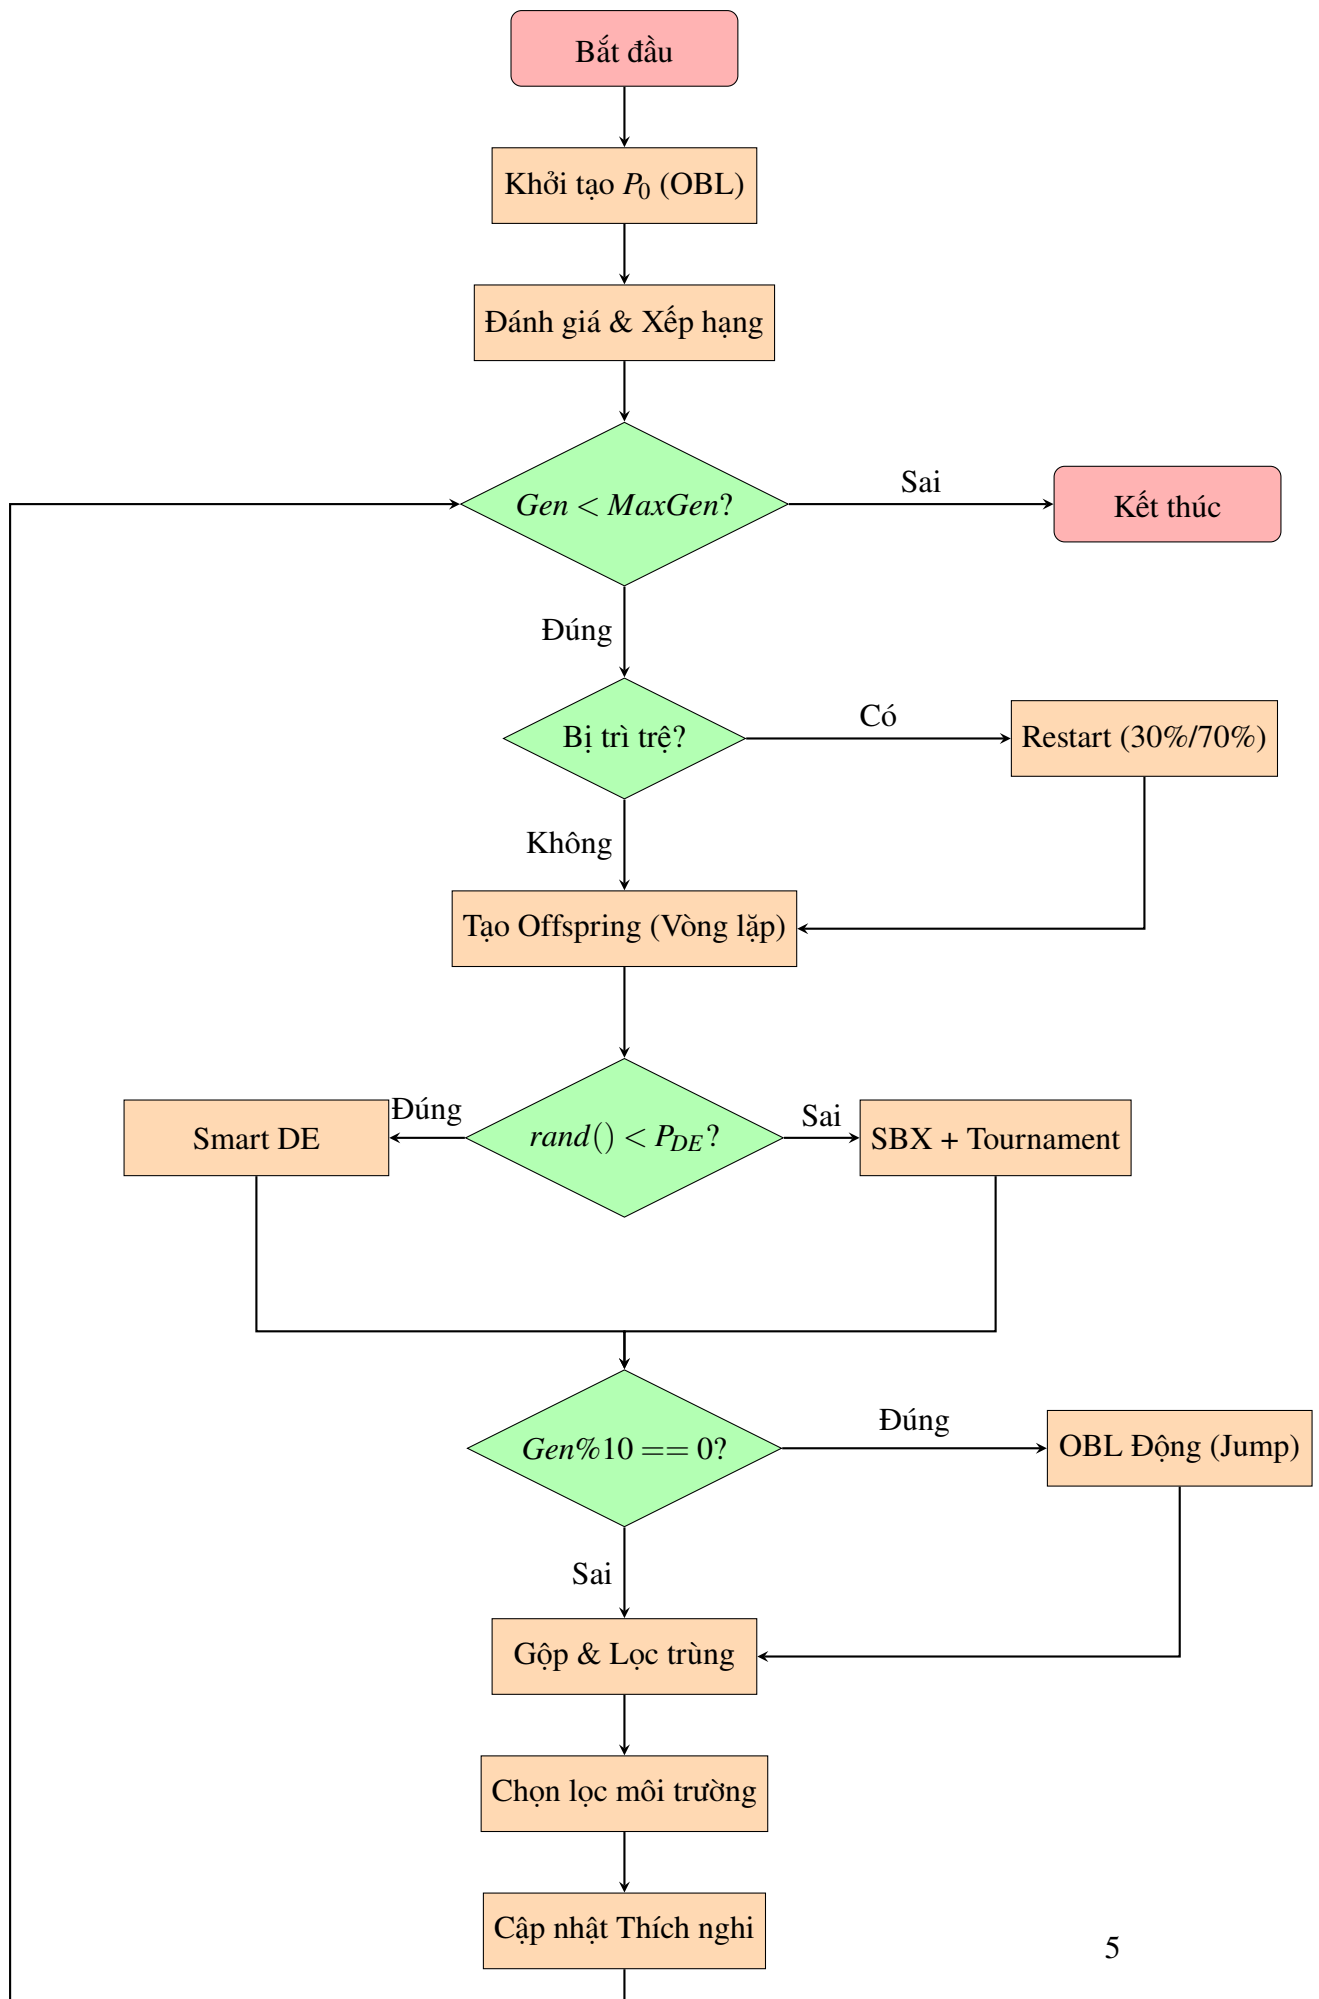 Bắt đầu
Khởi tạo P₀ (OBL)
Đánh giá & Xếp hạng
Gen < MaxGen?
Sai
Kết thúc
Đúng
Bị trì trệ?
Có
Restart (30%/70%)
Không
Tạo Offspring (Vòng lặp)
Smart DE
Đúng
rand() < P_DE?
Sai
SBX + Tournament
Gen%10 == 0?
Đúng
OBL Động (Jump)
Sai
Gộp & Lọc trùng
Chọn lọc môi trường
Cập nhật Thích nghi
5